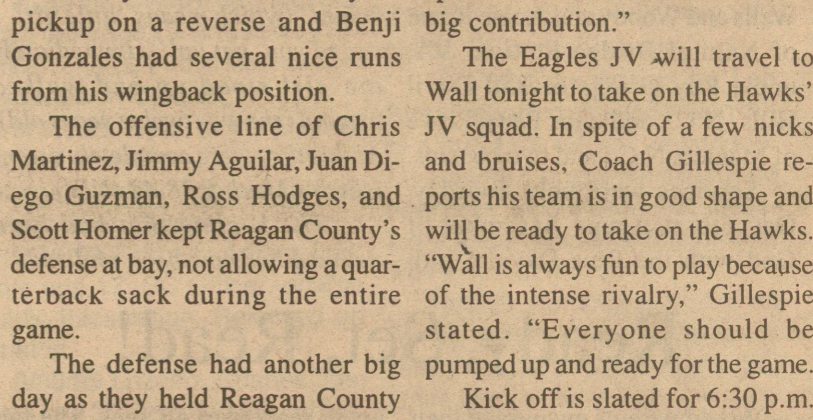 pickup on a reverse and Benji
Gonzales had several nice runs
from his wingback position.
The offensive line of Chris
Martinez, Jimmy Aguilar, Juan Di-
ego Guzman, Ross Hodges, and
Scott Homer kept Reagan County's
defense at bay, not allowing a quar-
terback sack during the entire
game.
The defense had another big
day as they held Reagan County
big contribution."
The Eagles JV will travel to
Wall tonight to take on the Hawks'
JV squad. In spite of a few nicks
and bruises, Coach Gillespie re-
ports his team is in good shape and
will be ready to take on the Hawks.
"Wall is always fun to play because
of the intense rivalry," Gillespie
stated. "Everyone should be
pumped up and ready for the game.
Kick off is slated for 6:30 p.m.